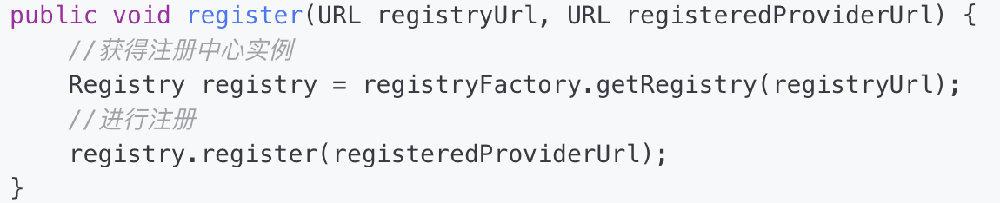 public void register(URL registryUrl, URL registeredProviderUrl) {
    //获得注册中心实例
    Registry registry = registryFactory.getRegistry(registryUrl);
    //进行注册
    registry.register(registeredProviderUrl);
}